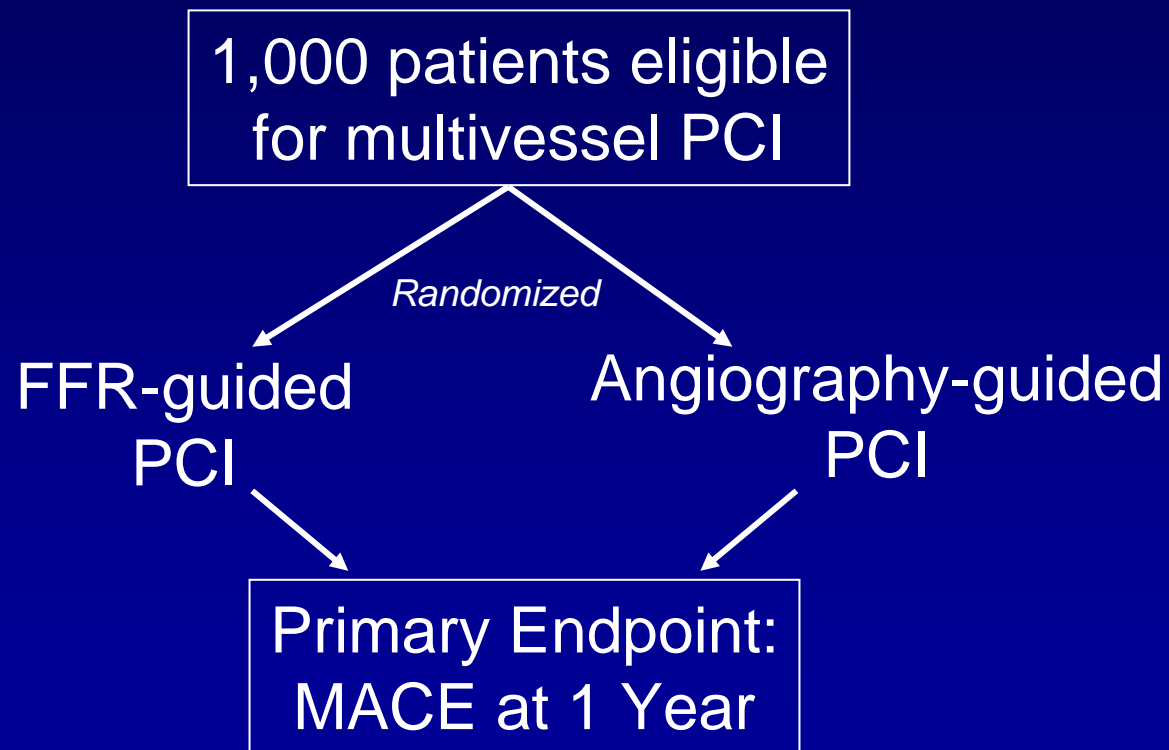 1,000 patients eligible
for multivessel PCI
Randomized
FFR-guided
PCI
Angiography-guided
PCI
Primary Endpoint:
MACE at 1 Year